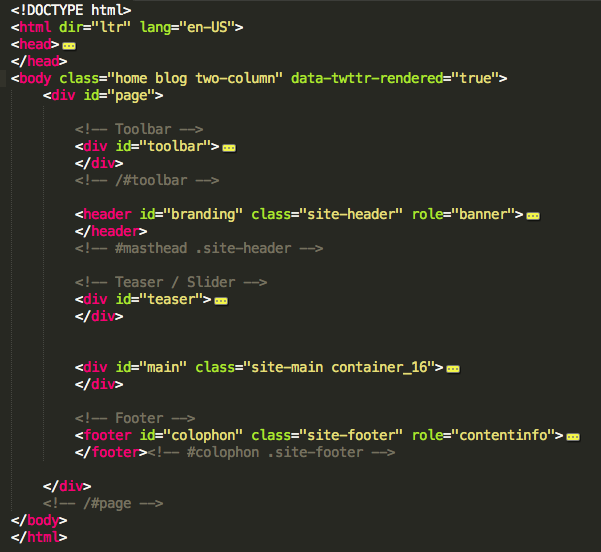 <!DOCTYPE html>
<html dir="ltr" lang="en-US">
<head>
</head>
<body class="home blog two-column" data-twttr-rendered="true">
<div id="page">
<!-- Toolbar -->
<div id="toolbar">
</div>
<!-- /#toolbar -->
<header id="branding" class="site-header" role="banner">
</header>
<!-- #masthead .site-header -->
<!-- Teaser / Slider -->
<div id="teaser">
</div>
<div id="main" class="site-main container_16">
</div>
<!-- Footer -->
<footer id="colophon" class="site-footer" role="contentinfo">
</footer><!-- #colophon .site-footer -->
</div>
<!-- /#page -->
</body>
</html>